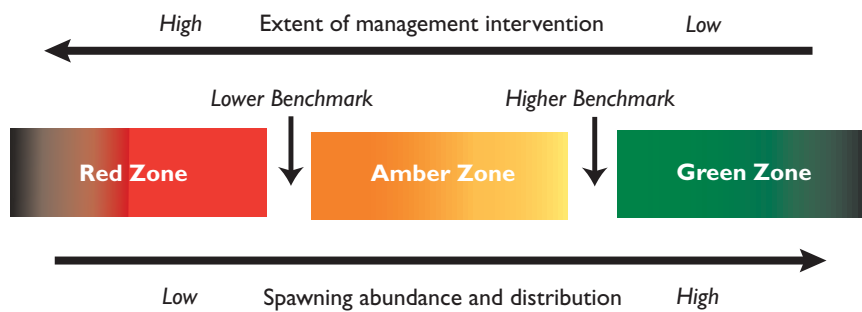 High Extent of management intervention Low
Lower Benchmark Higher Benchmark
Red Zone Amber Zone Green Zone
Low Spawning abundance and distribution High